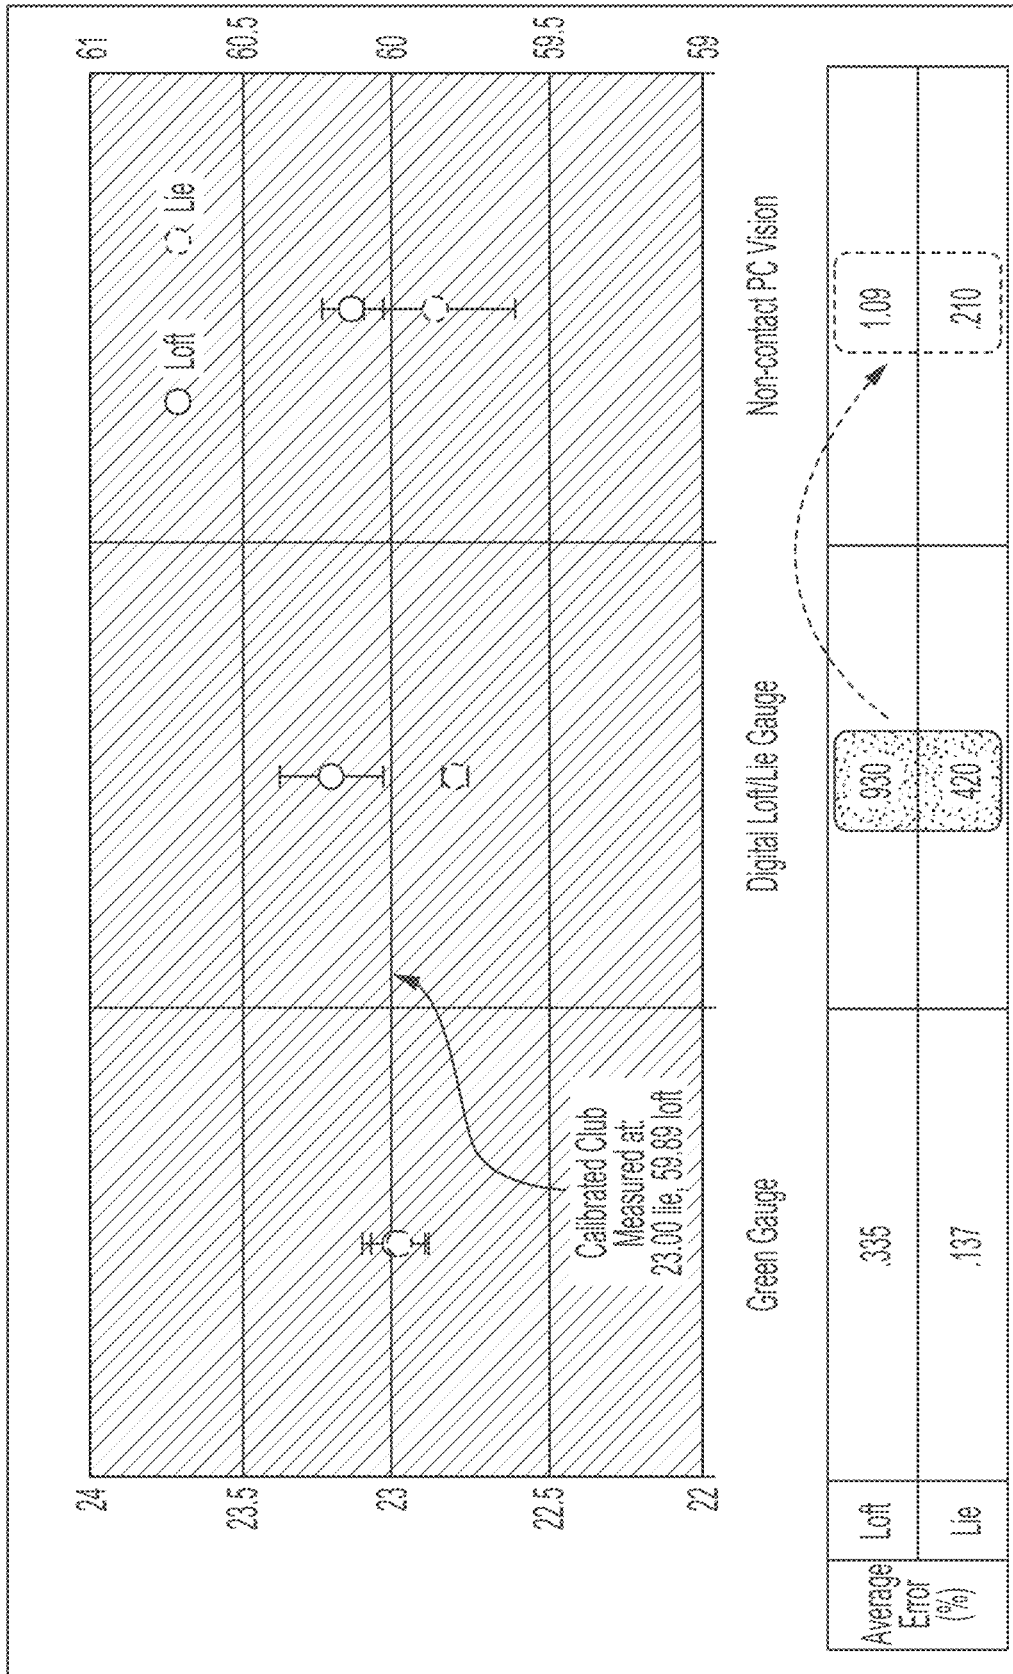 24
23.5
23
22.5
22
61
60.5
60
59.5
59
Loft
Lie
Calibrated Club
Measured at:
23.00 lie, 59.89 loft
Green Gauge
Digital Loft/Lie Gauge
Non-contact PC Vision
Average
Error
(%)
Loft
.335
930
1.09
Lie
.137
420
.210